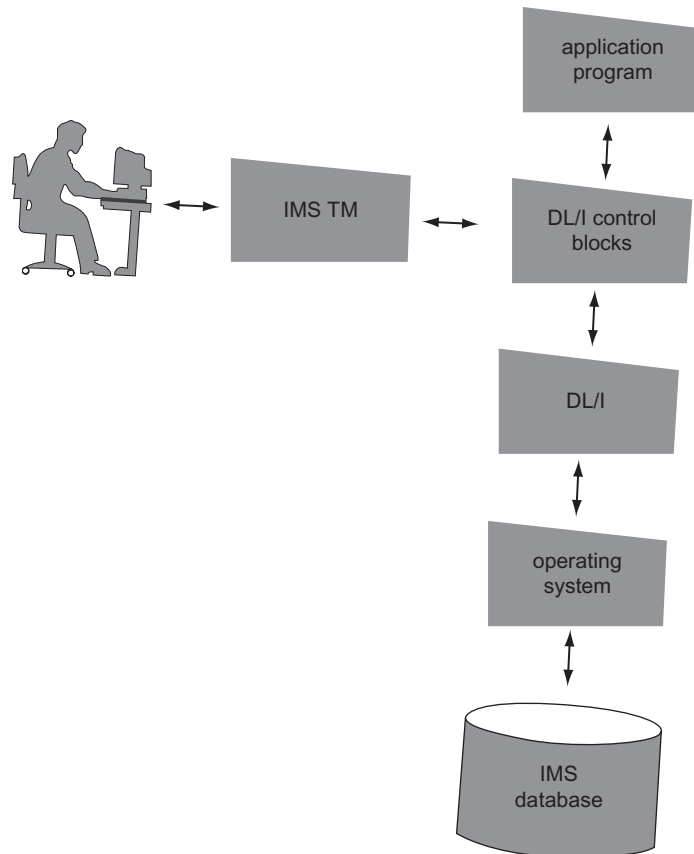 application
program
IMS TM
DL/I control
blocks
DL/I
operating
system
IMS
database